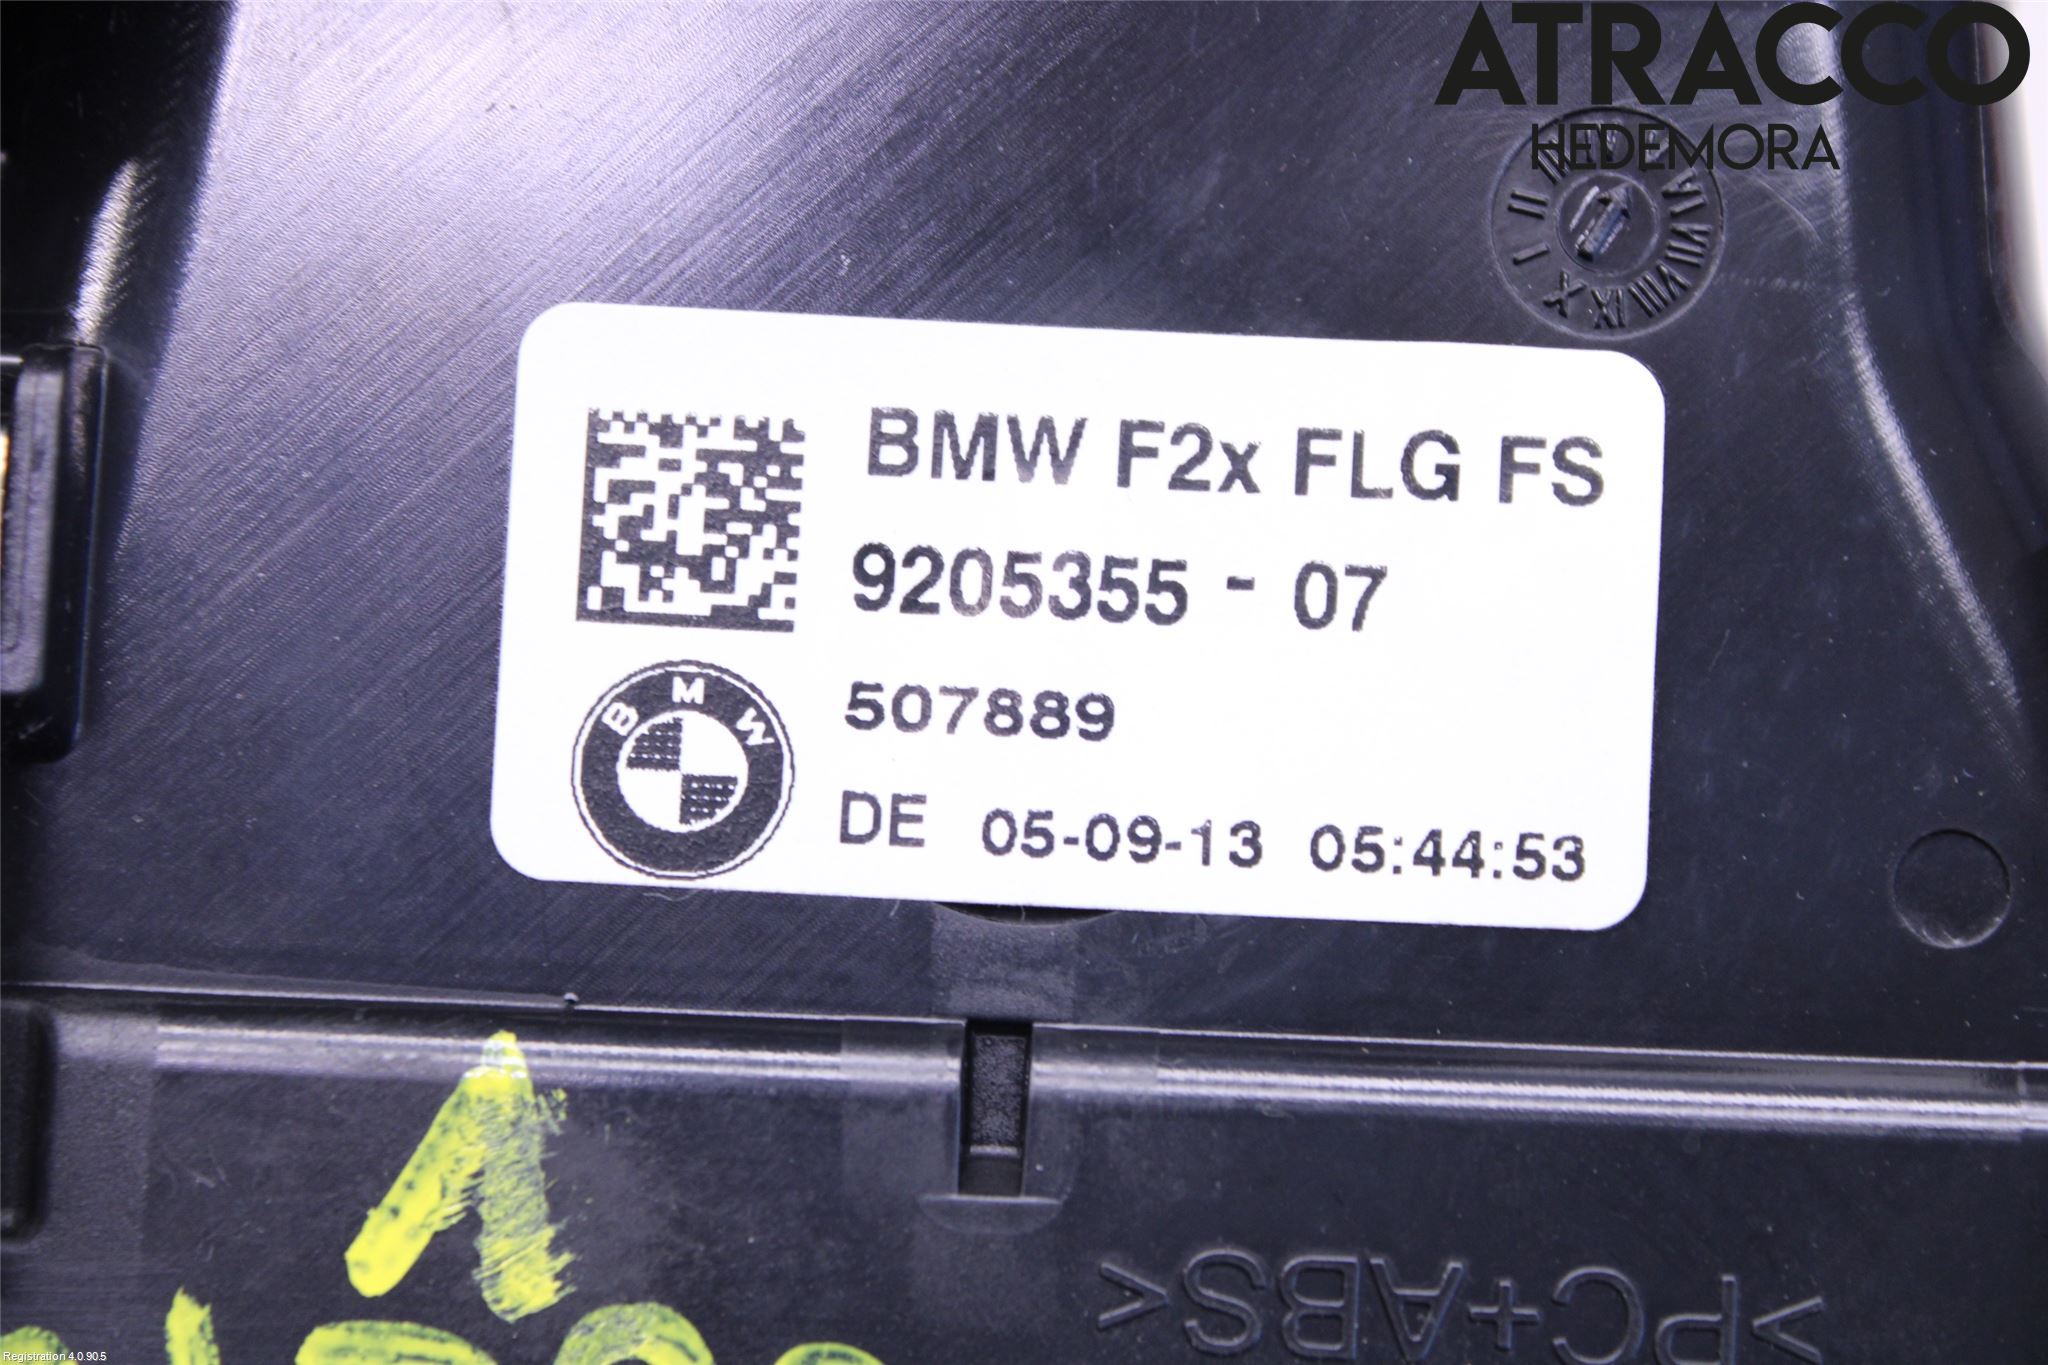 ATRACCO
HEDEMORA
BMW F2x FLG FS
9205355 - 07
507889
BMW
DE 05-09-13 05:44:53
>PC+ABS<
Registration 4.0.90.5